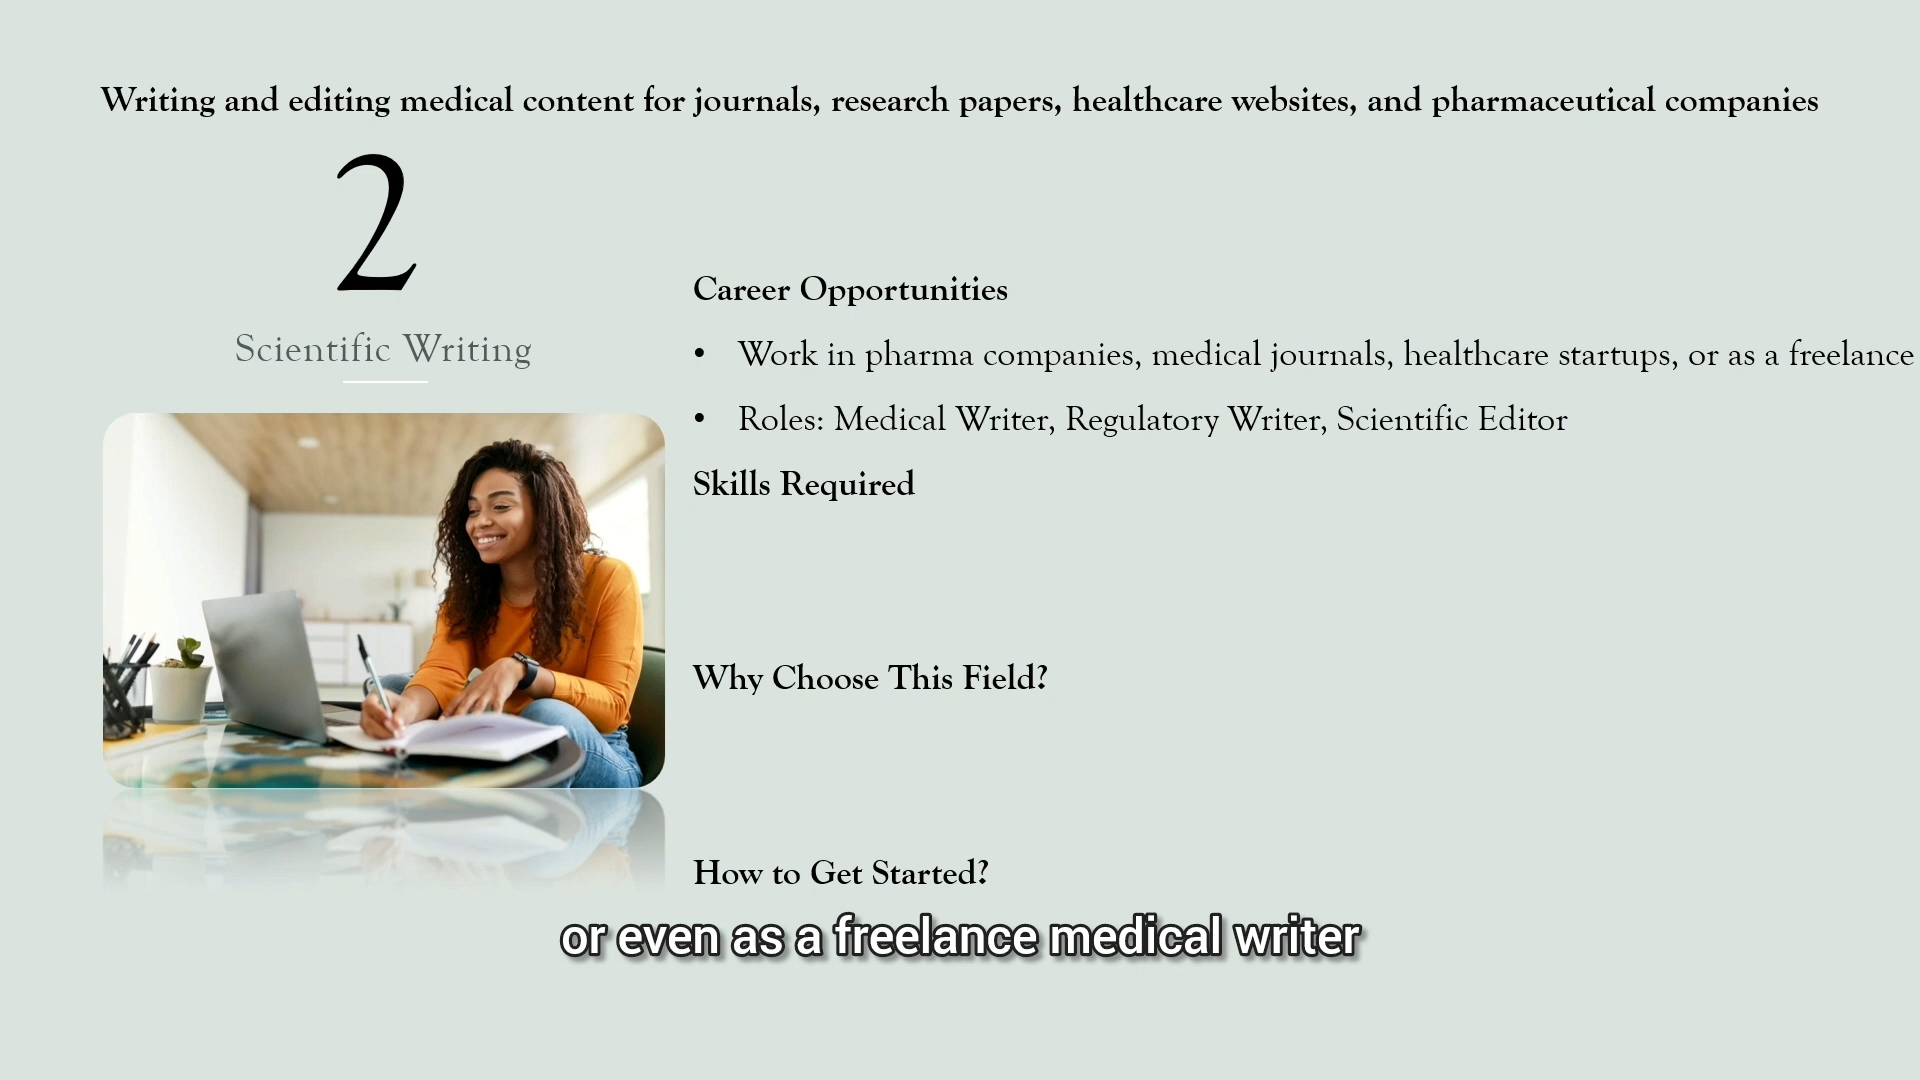 Writing and editing medical content for journals, research papers, healthcare websites, and pharmaceutical companies
2
Scientific Writing
Career Opportunities
• Work in pharma companies, medical journals, healthcare startups, or as a freelance
• Roles: Medical Writer, Regulatory Writer, Scientific Editor
Skills Required
Why Choose This Field?
How to Get Started?
or even as a freelance medical writer